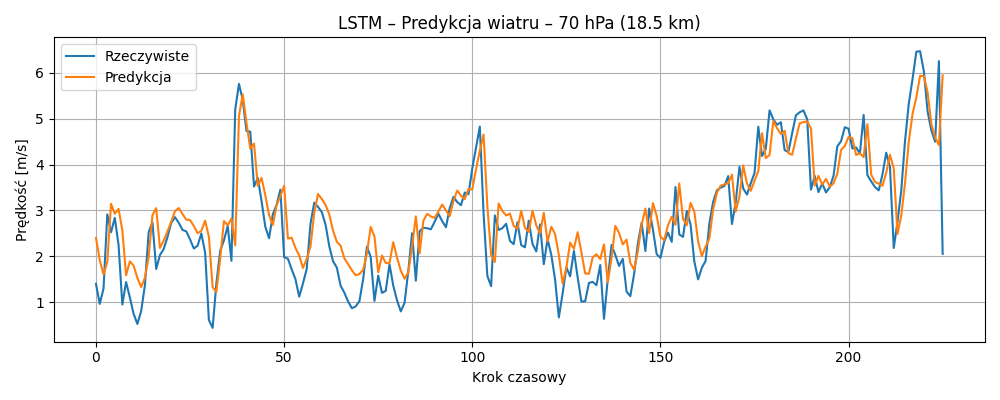 LSTM – Predykcja wiatru – 70 hPa (18.5 km)
Rzeczywiste
Predykcja
Prędkość [m/s]
6
5
4
3
2
1
0
50
100
150
200
Krok czasowy